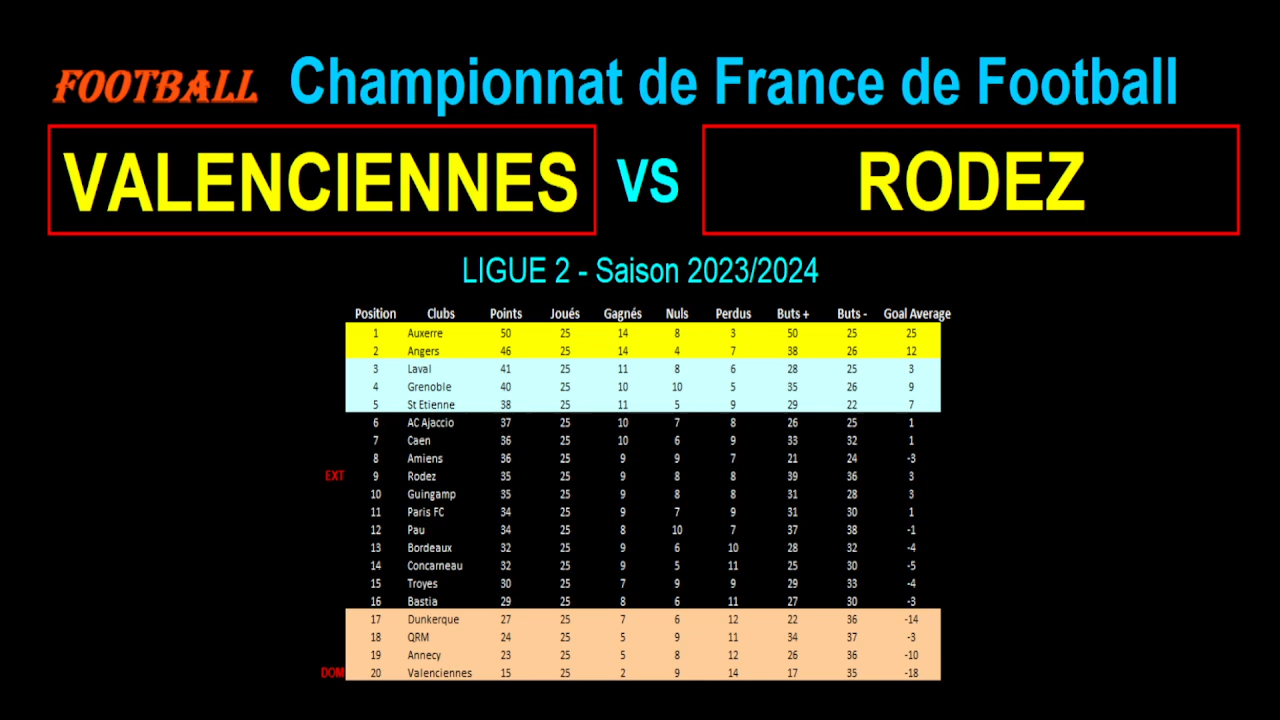 FOOTBALL Championnat de France de Football
VALENCIENNES VS RODEZ
LIGUE 2 - Saison 2023/2024
Position Clubs Points Joués Gagnés Nuls Perdus Buts + Buts - Goal Average
1 Auxerre 50 25 14 8 3 50 25 25
2 Angers 46 25 14 4 7 38 26 12
3 Laval 41 25 11 8 6 28 25 3
4 Grenoble 40 25 10 10 5 35 26 9
5 St Etienne 38 25 11 5 9 29 22 7
6 AC Ajaccio 37 25 10 7 8 26 25 1
7 Caen 36 25 10 6 9 33 32 1
8 Amiens 36 25 9 9 7 21 24 -3
EXT 9 Rodez 35 25 9 8 8 39 36 3
10 Guingamp 35 25 9 8 8 31 28 3
11 Paris FC 34 25 9 7 9 31 30 1
12 Pau 34 25 8 10 7 37 38 -1
13 Bordeaux 32 25 9 6 10 28 32 -4
14 Concarneau 32 25 9 5 11 25 30 -5
15 Troyes 30 25 7 9 9 29 33 -4
16 Bastia 29 25 8 6 11 27 30 -3
17 Dunkerque 27 25 7 6 12 22 36 -14
18 QRM 24 25 5 9 11 34 37 -3
19 Annecy 23 25 5 8 12 26 36 -10
DOM 20 Valenciennes 15 25 2 9 14 17 35 -18